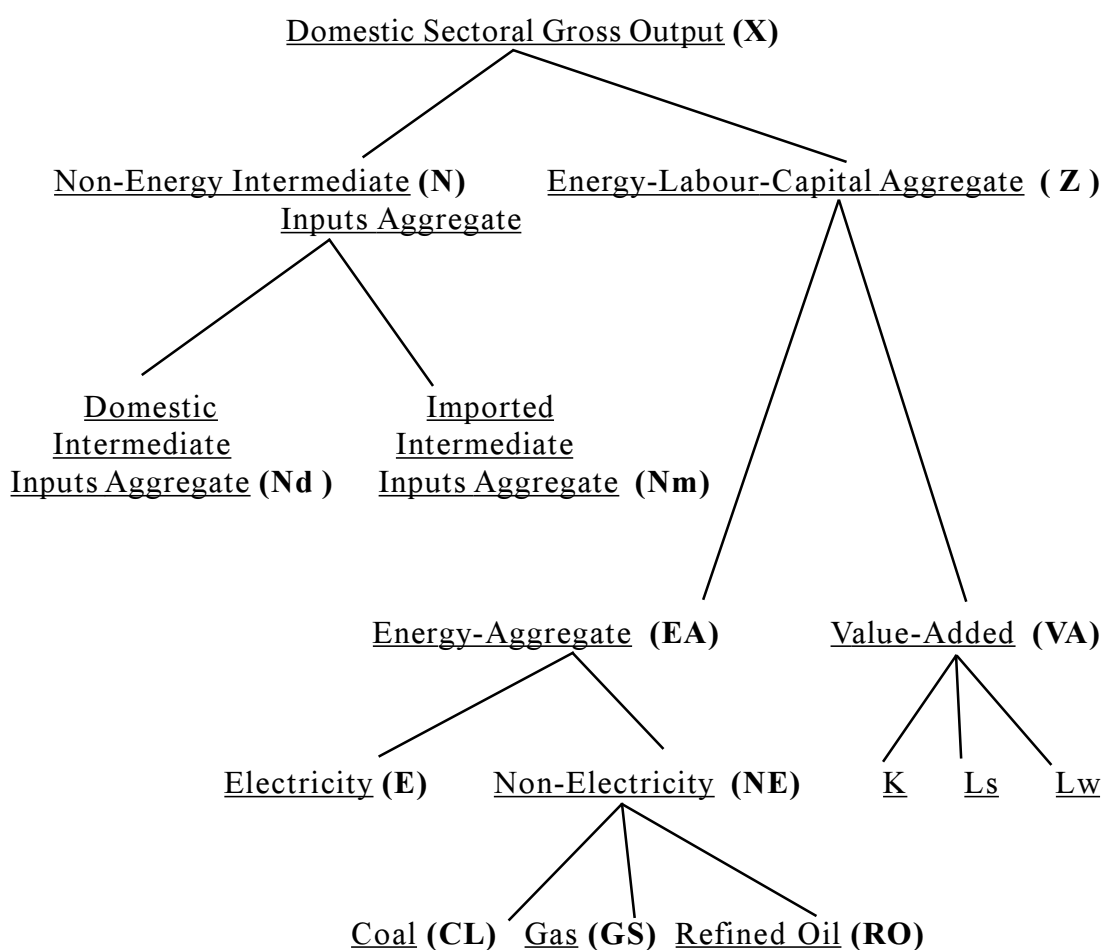 Domestic Sectoral Gross Output (X)
Non-Energy Intermediate (N)
Inputs Aggregate
Energy-Labour-Capital Aggregate ( Z )
Domestic
Intermediate
Inputs Aggregate (Nd )
Imported
Intermediate
Inputs Aggregate (Nm)
Energy-Aggregate (EA)
Value-Added (VA)
Electricity (E)
Non-Electricity (NE)
K
Ls
Lw
Coal (CL)
Gas (GS)
Refined Oil (RO)